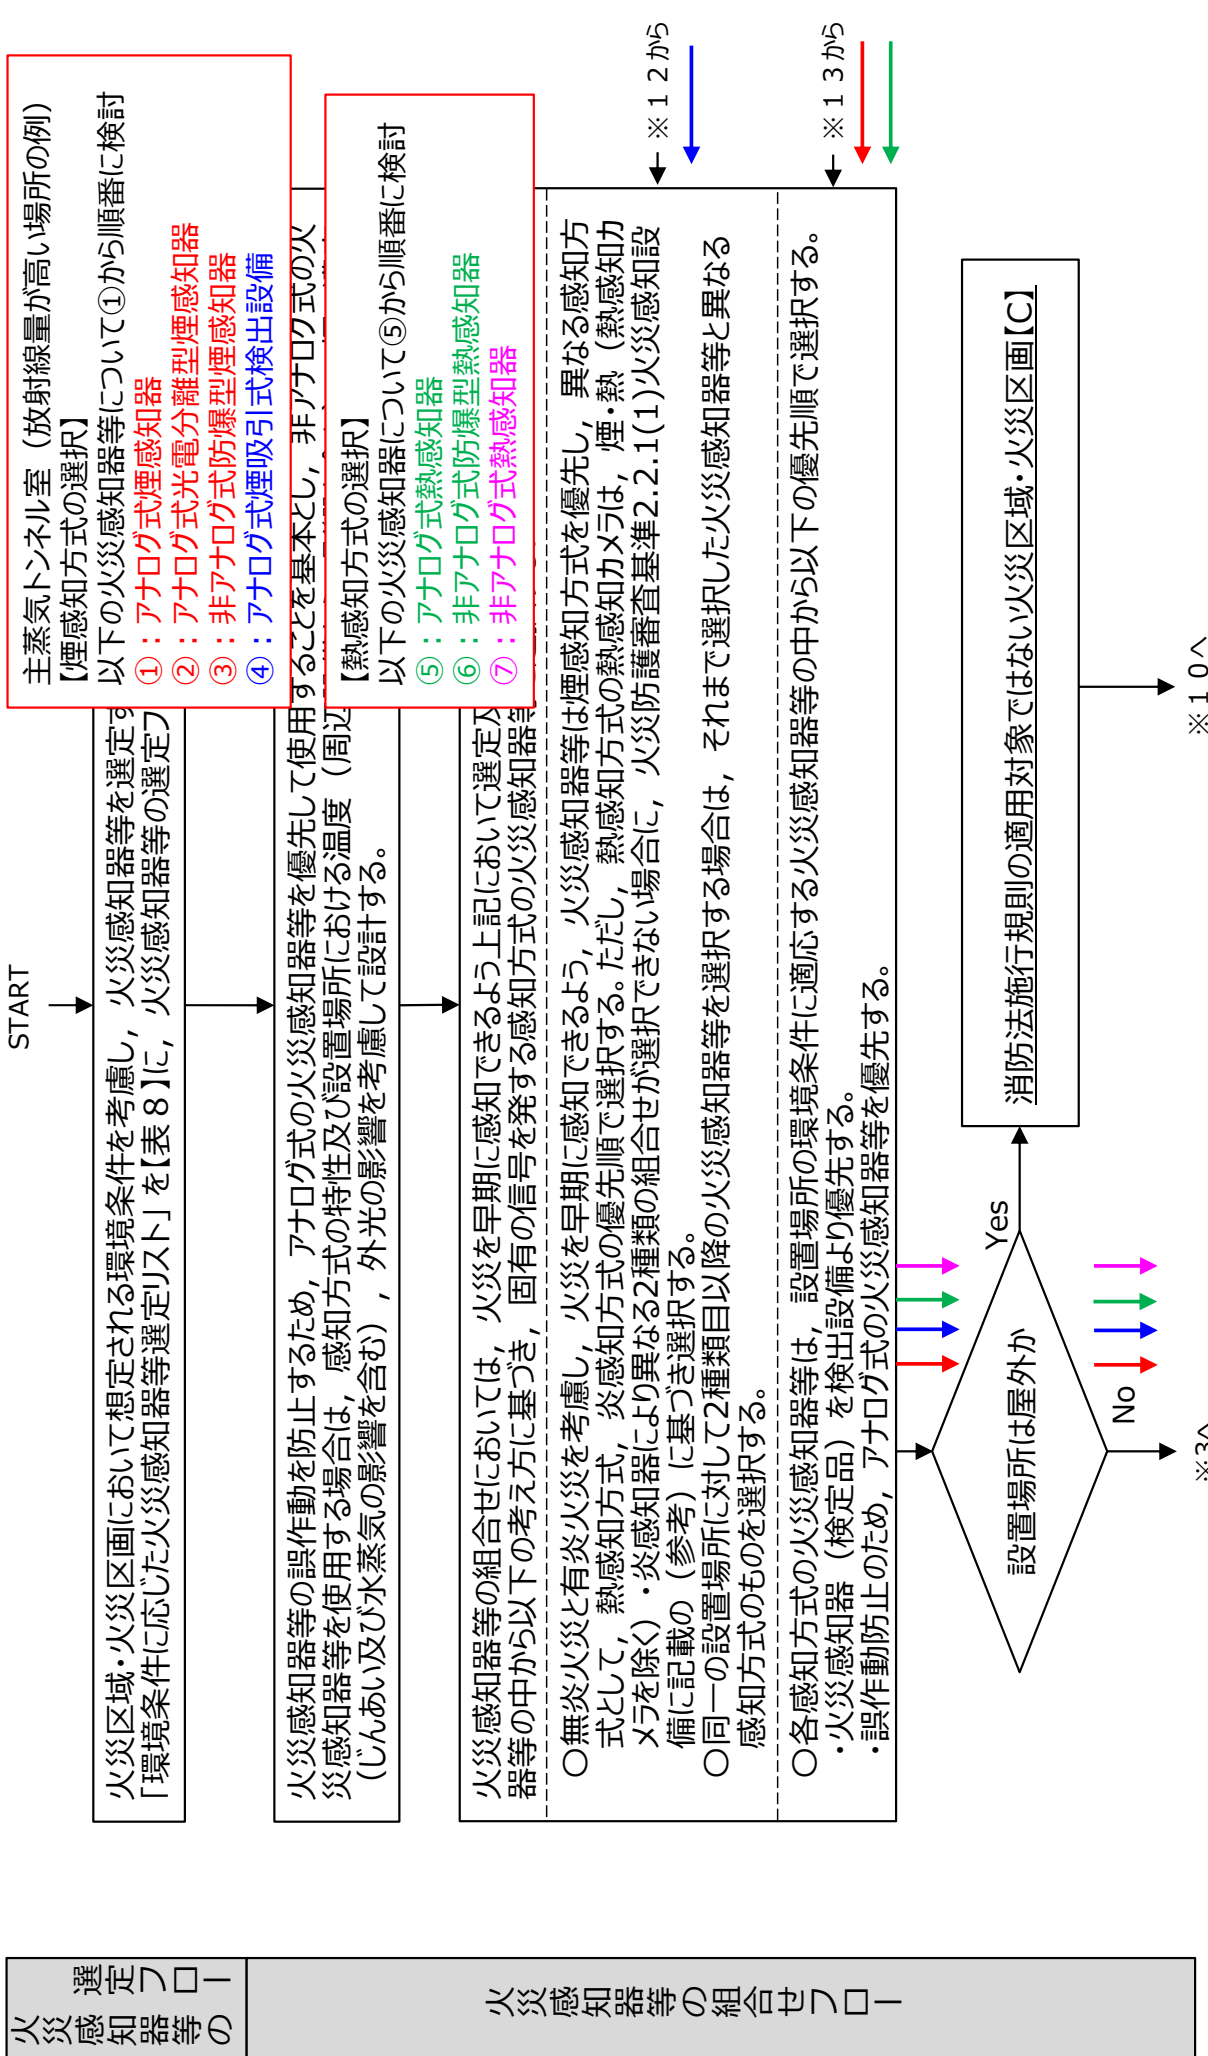 火災感知器等の
選定フロー
火災感知器等の組合せフロー
START
火災区域・火災区画において想定される環境条件を考慮し，火災感知器等を選定す
「環境条件に応じた火災感知器等選定リスト」を【表８】に，火災感知器等の選定フ
主蒸気トンネル室（放射線量が高い場所の例）
【煙感知方式の選択】
以下の火災感知器等について①から順番に検討
①：アナログ式煙感知器
②：アナログ式光電分離型煙感知器
③：非アナログ式防爆型煙感知器
④：アナログ式煙吸引式検出設備
火災感知器等の誤作動を防止するため，アナログ式の火災感知器等を優先して使用することを基本とし，非アナログ式の火
災感知器等を使用する場合は，感知方式の特性及び設置場所における温度（周辺
（じんあい及び水蒸気の影響を含む），外光の影響を考慮して設計する。
【熱感知方式の選択】
以下の火災感知器について⑤から順番に検討
⑤：アナログ式熱感知器
⑥：非アナログ式防爆型熱感知器
⑦：非アナログ式熱感知器
火災感知器等の組合せにおいては，火災を早期に感知できるよう上記において選定及
器等の中から以下の考え方に基づき，固有の信号を発する感知方式の火災感知器等
○無炎火災と有炎火災を考慮し，火災を早期に感知できるよう，火災感知器等は煙感知方式を優先し，異なる感知方
式として，熱感知方式，炎感知方式の優先順で選択する。ただし，熱感知方式の熱感知カメラは，煙・熱（熱感知カ
メラを除く）・炎感知器により異なる2種類の組合せが選択できない場合に，火災防護審査基準2.2.1(1)火災感知設
備に記載の（参考）に基づき選択する。
○同一の設置場所に対して2種類目以降の火災感知器等を選択する場合は，それまで選択した火災感知器等と異なる
感知方式のものを選択する。
○各感知方式の火災感知器等は，設置場所の環境条件に適応する火災感知器等の中から以下の優先順で選択する。
・火災感知器（検定品）を検出設備より優先する。
・誤作動防止のため，アナログ式の火災感知器等を優先する。
※１２から
※１３から
設置場所は屋外か
Yes
No
消防法施行規則の適用対象ではない火災区域・火災区画【C】
※１０へ
※3へ